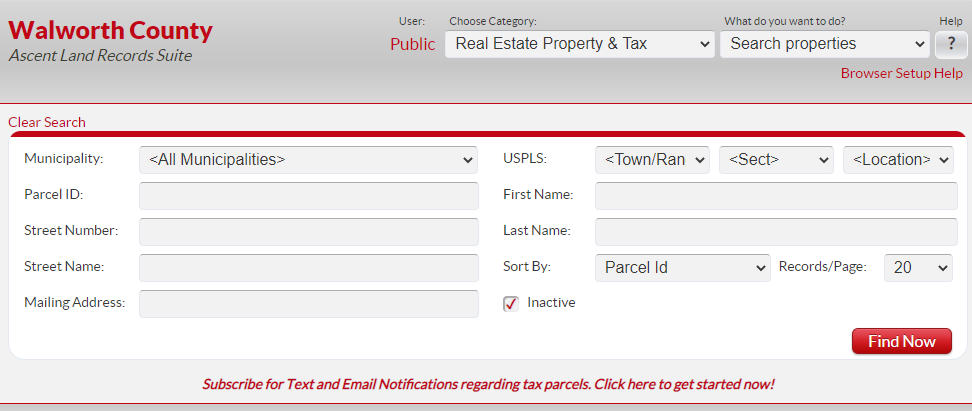 Walworth County
Ascent Land Records Suite
User:
Public
Choose Category:
Real Estate Property & Tax
What do you want to do?
Search properties
Help
?
Browser Setup Help
Clear Search
Municipality: <All Municipalities> USPLS: <Town/Ran <Sect> <Location>
Parcel ID: First Name:
Street Number: Last Name:
Street Name: Sort By: Parcel Id Records/Page: 20
Mailing Address: Inactive
Find Now
Subscribe for Text and Email Notifications regarding tax parcels. Click here to get started now!